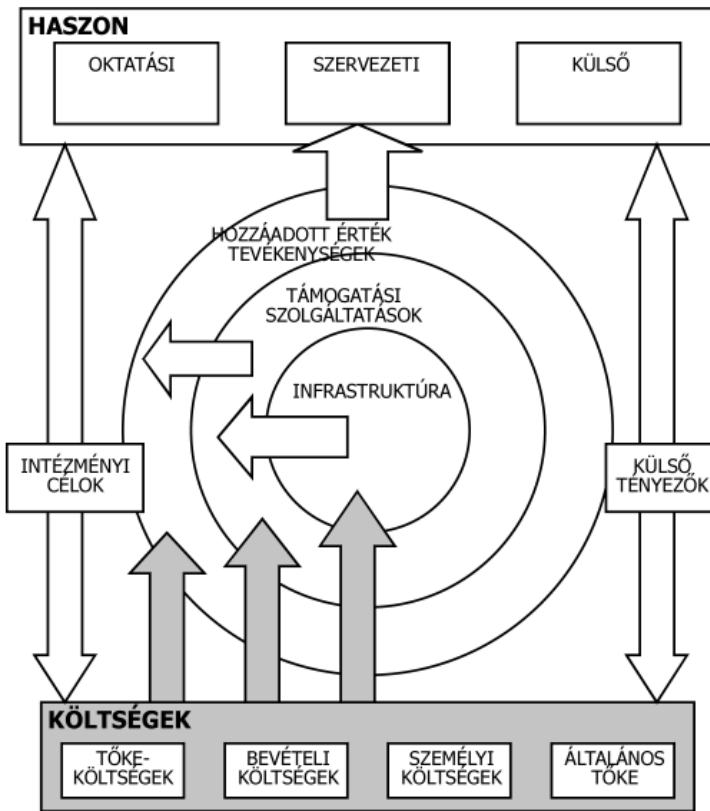 HASZON
OKTATÁSI
SZERVEZETI
KÜLSŐ
HOZZÁADOTT ÉRTÉK
TEVÉKENYSÉGEK
TÁMOGATÁSI
SZOLGÁLTATÁSOK
INFRASTRUKTÚRA
INTÉZMÉNYI
CÉLOK
KÜLSŐ
TÉNYEZŐK
KÖLTSÉGEK
TŐKE-
KÖLTSÉGEK
BEVÉTELI
KÖLTSÉGEK
SZEMÉLYI
KÖLTSÉGEK
ÁLTALÁNOS
TŐKE